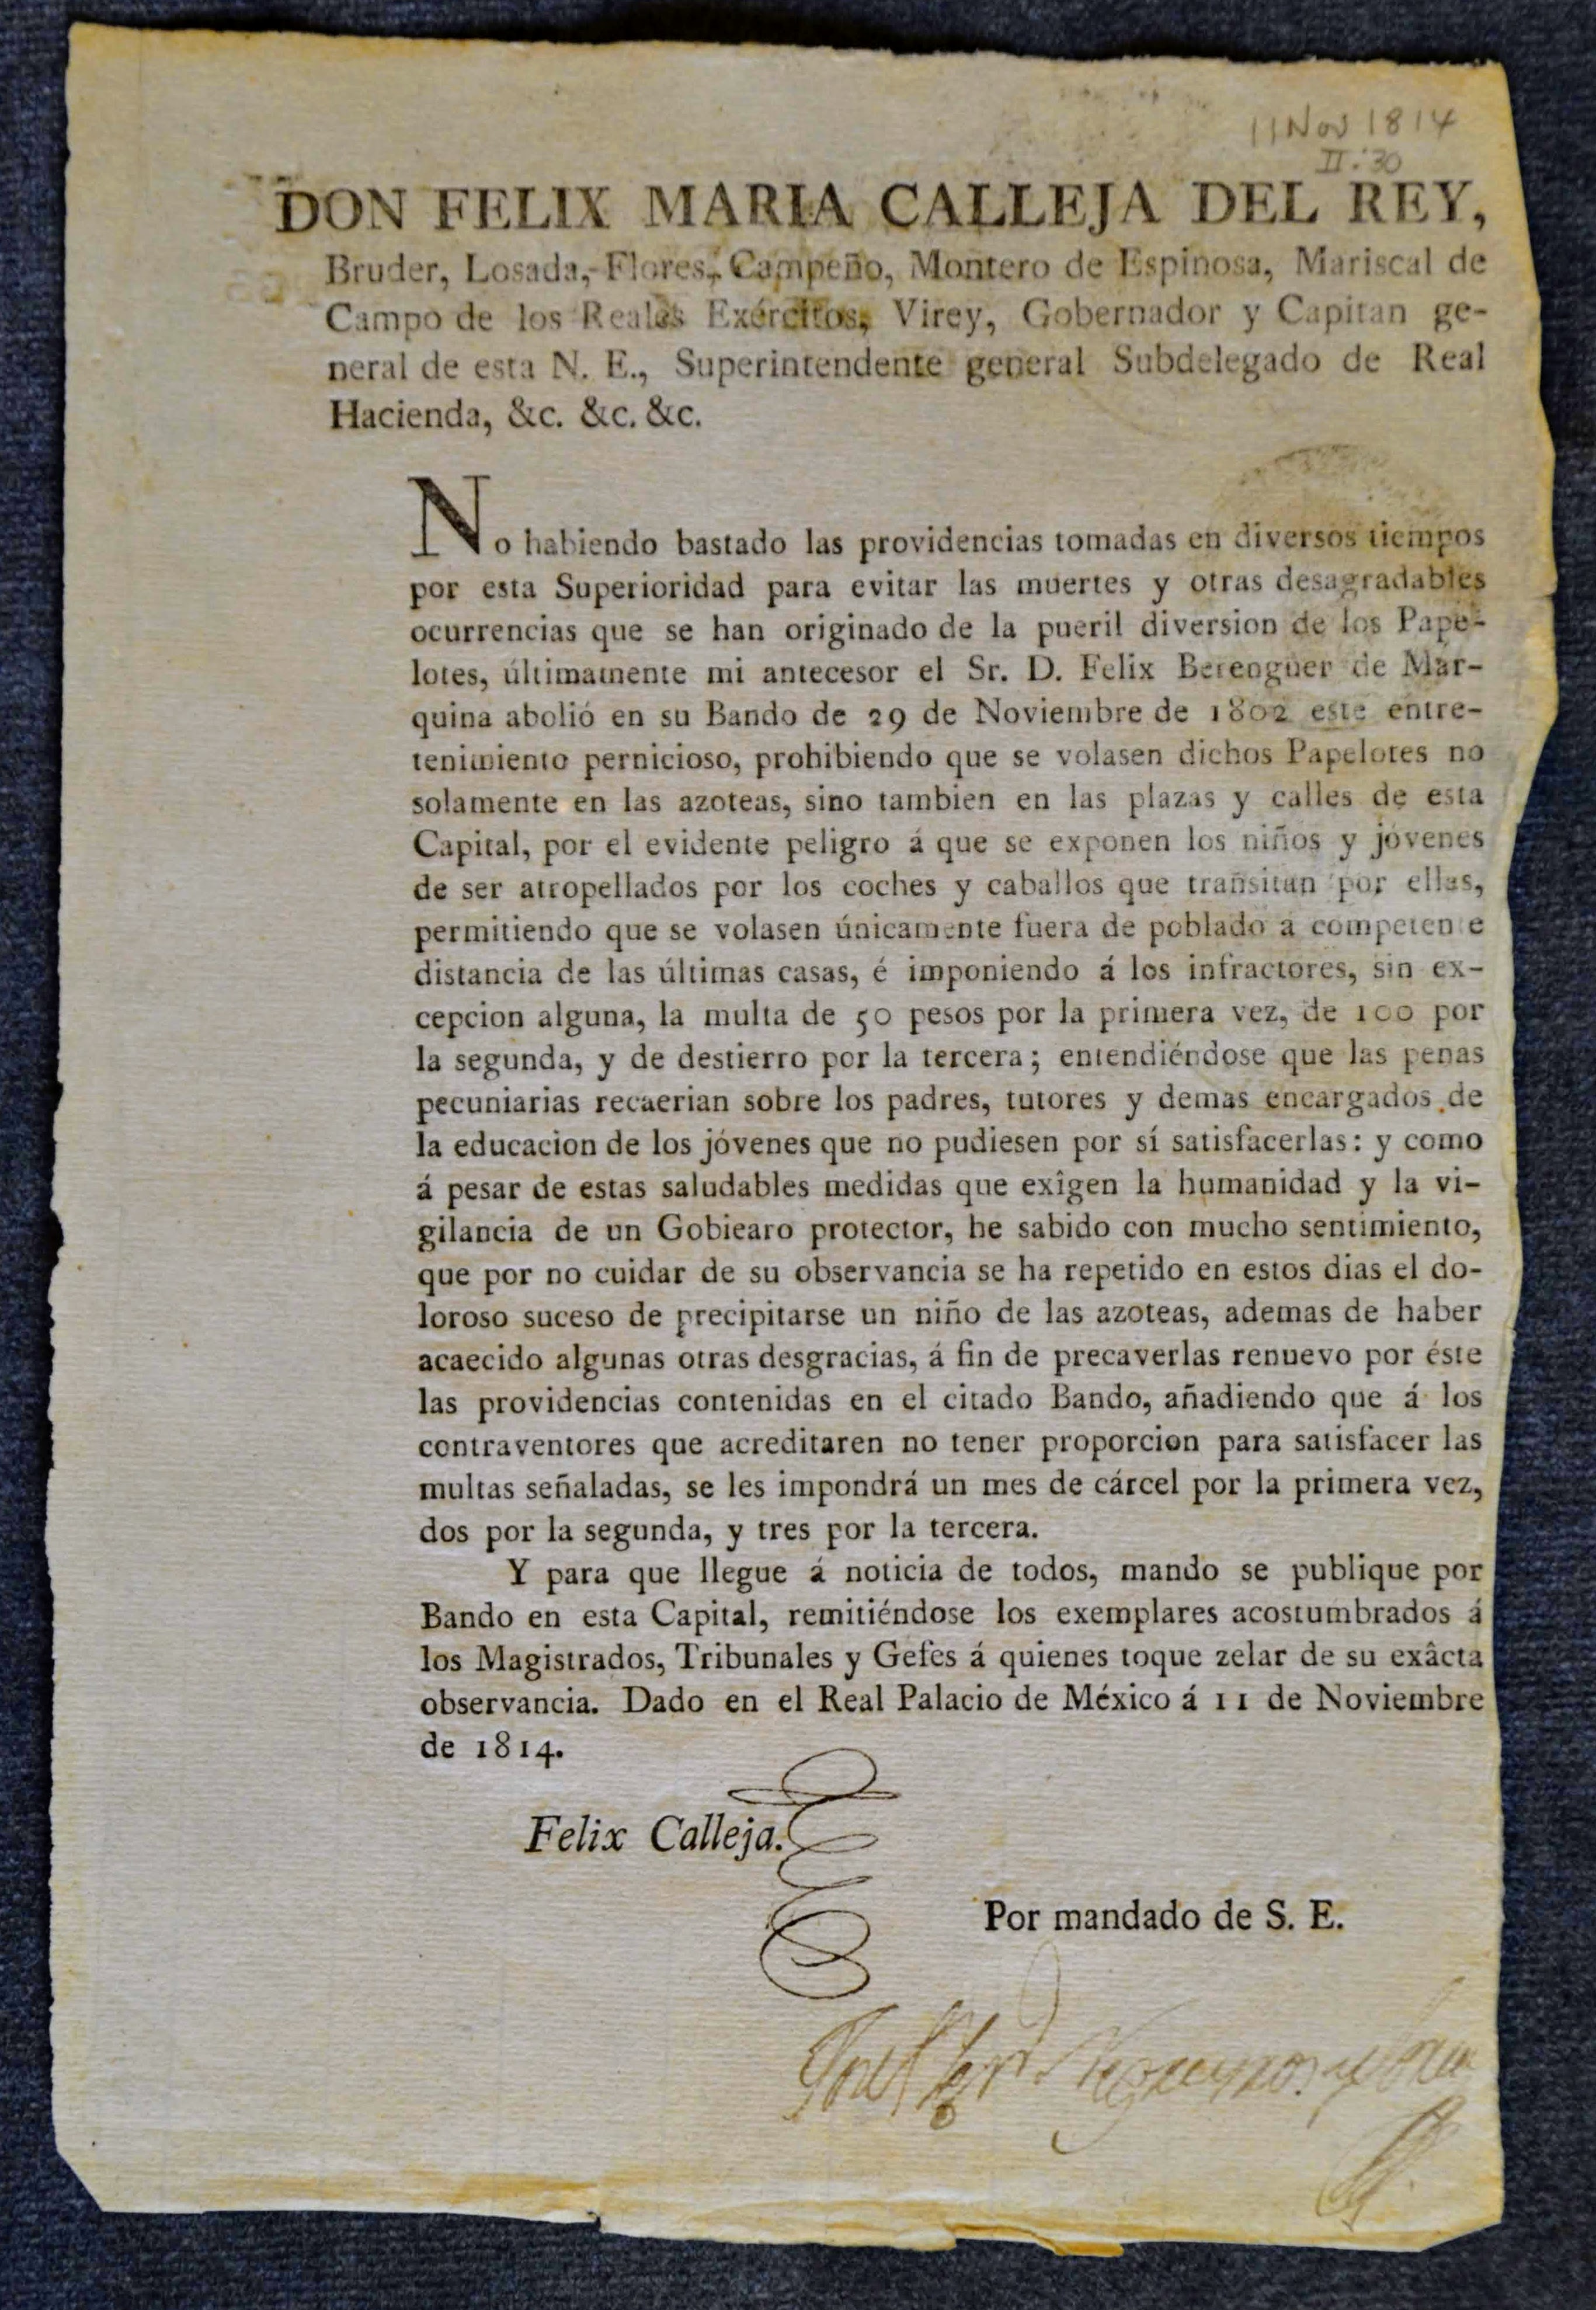 11 Nov 1814
II:30
DON FELIX MARIA CALLEJA DEL REY,
Bruder, Losada, Flores, Campeño, Montero de Espinosa, Mariscal de
Campo de los Reales Exércitos, Virey, Gobernador y Capitan ge-
neral de esta N. E., Superintendente general Subdelegado de Real
Hacienda, &c. &c. &c.
No habiendo bastado las providencias tomadas en diversos tiempos
por esta Superioridad para evitar las muertes y otras desagradables
ocurrencias que se han originado de la pueril diversion de los Pape-
lotes, últimamente mi antecesor el Sr. D. Felix Berenguer de Mar-
quina abolió en su Bando de 29 de Noviembre de 1802 este entre-
tenimiento pernicioso, prohibiendo que se volasen dichos Papelotes no
solamente en las azoteas, sino tambien en las plazas y calles de esta
Capital, por el evidente peligro á que se exponen los niños y jóvenes
de ser atropellados por los coches y caballos que transitan por ellas,
permitiendo que se volasen únicamente fuera de poblado á competente
distancia de las últimas casas, é imponiendo á los infractores, sin ex-
cepcion alguna, la multa de 50 pesos por la primera vez, de 100 por
la segunda, y de destierro por la tercera; entendiéndose que las penas
pecuniarias recaerian sobre los padres, tutores y demas encargados de
la educacion de los jóvenes que no pudiesen por sí satisfacerlas: y como
á pesar de estas saludables medidas que exîgen la humanidad y la vi-
gilancia de un Gobiearo protector, he sabido con mucho sentimiento,
que por no cuidar de su observancia se ha repetido en estos dias el do-
loroso suceso de precipitarse un niño de las azoteas, ademas de haber
acaecido algunas otras desgracias, á fin de precaverlas renuevo por éste
las providencias contenidas en el citado Bando, añadiendo que á los
contraventores que acreditaren no tener proporcion para satisfacer las
multas señaladas, se les impondrá un mes de cárcel por la primera vez,
dos por la segunda, y tres por la tercera.
Y para que llegue á noticia de todos, mando se publique por
Bando en esta Capital, remitiéndose los exemplares acostumbrados á
los Magistrados, Tribunales y Gefes á quienes toque zelar de su exâcta
observancia. Dado en el Real Palacio de México á 11 de Noviembre
de 1814.
Felix Calleja.
Por mandado de S. E.